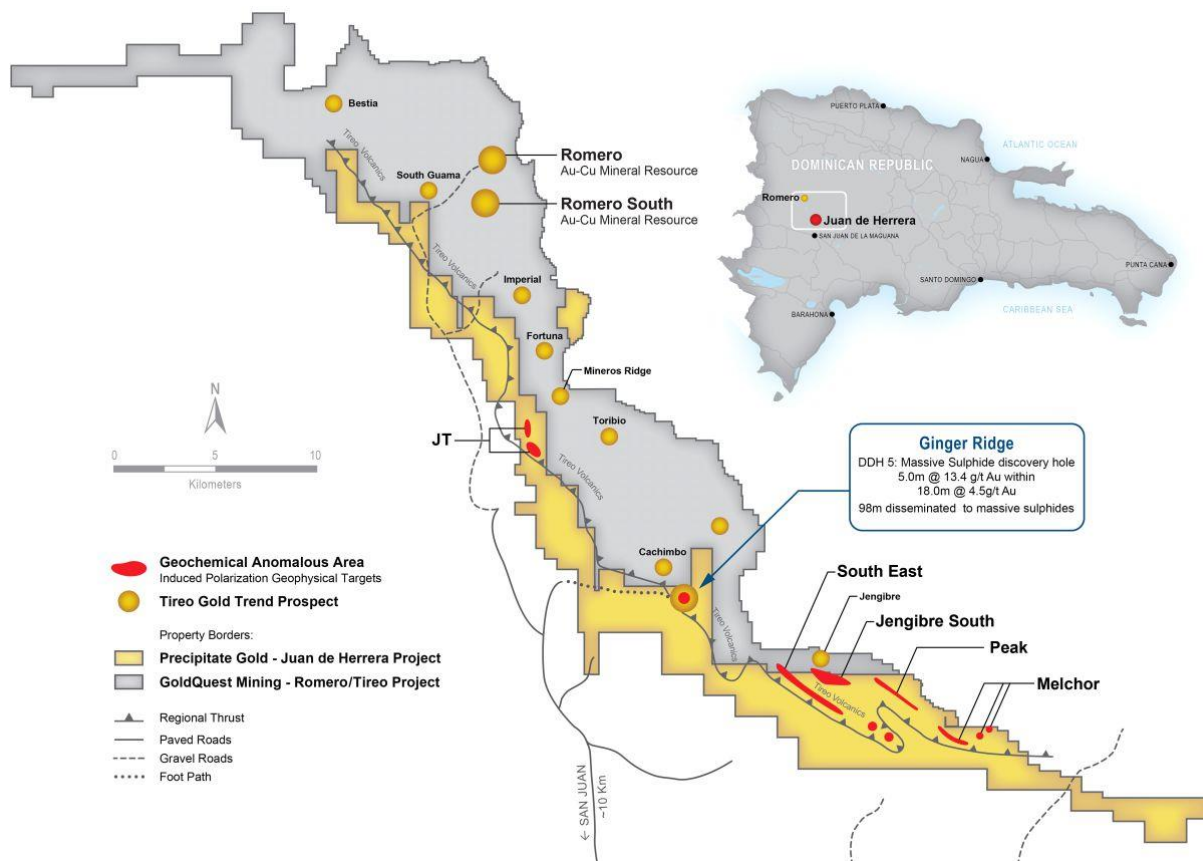 Bestia
Tireo Volcanics
South Guama
Romero
Au-Cu Mineral Resource
Romero South
Au-Cu Mineral Resource
Tireo Volcanics
Imperial
Fortuna
Mineros Ridge
Toribio
JT
Tireo Volcanics
Cachimbo
N
0 5 10
Kilometers
PUERTO PLATA
ATLANTIC OCEAN
NAGUA
DOMINICAN REPUBLIC
Romero
Juan de Herrera
SAN JUAN DE LA MAGUANA
PUNTA CANA
SANTO DOMINGO
CARIBBEAN SEA
BARAHONA
Ginger Ridge
DDH 5: Massive Sulphide discovery hole
5.0m @ 13.4 g/t Au within
18.0m @ 4.5g/t Au
98m disseminated to massive sulphides
South East
Jengibre
Jengibre South
Peak
Melchor
Tireo Volcanics
Tireo Volcanics
Geochemical Anomalous Area
Induced Polarization Geophysical Targets
Tireo Gold Trend Prospect
Property Borders:
Precipitate Gold - Juan de Herrera Project
GoldQuest Mining - Romero/Tireo Project
Regional Thrust
Paved Roads
Gravel Roads
Foot Path
← SAN JUAN
~10 Km